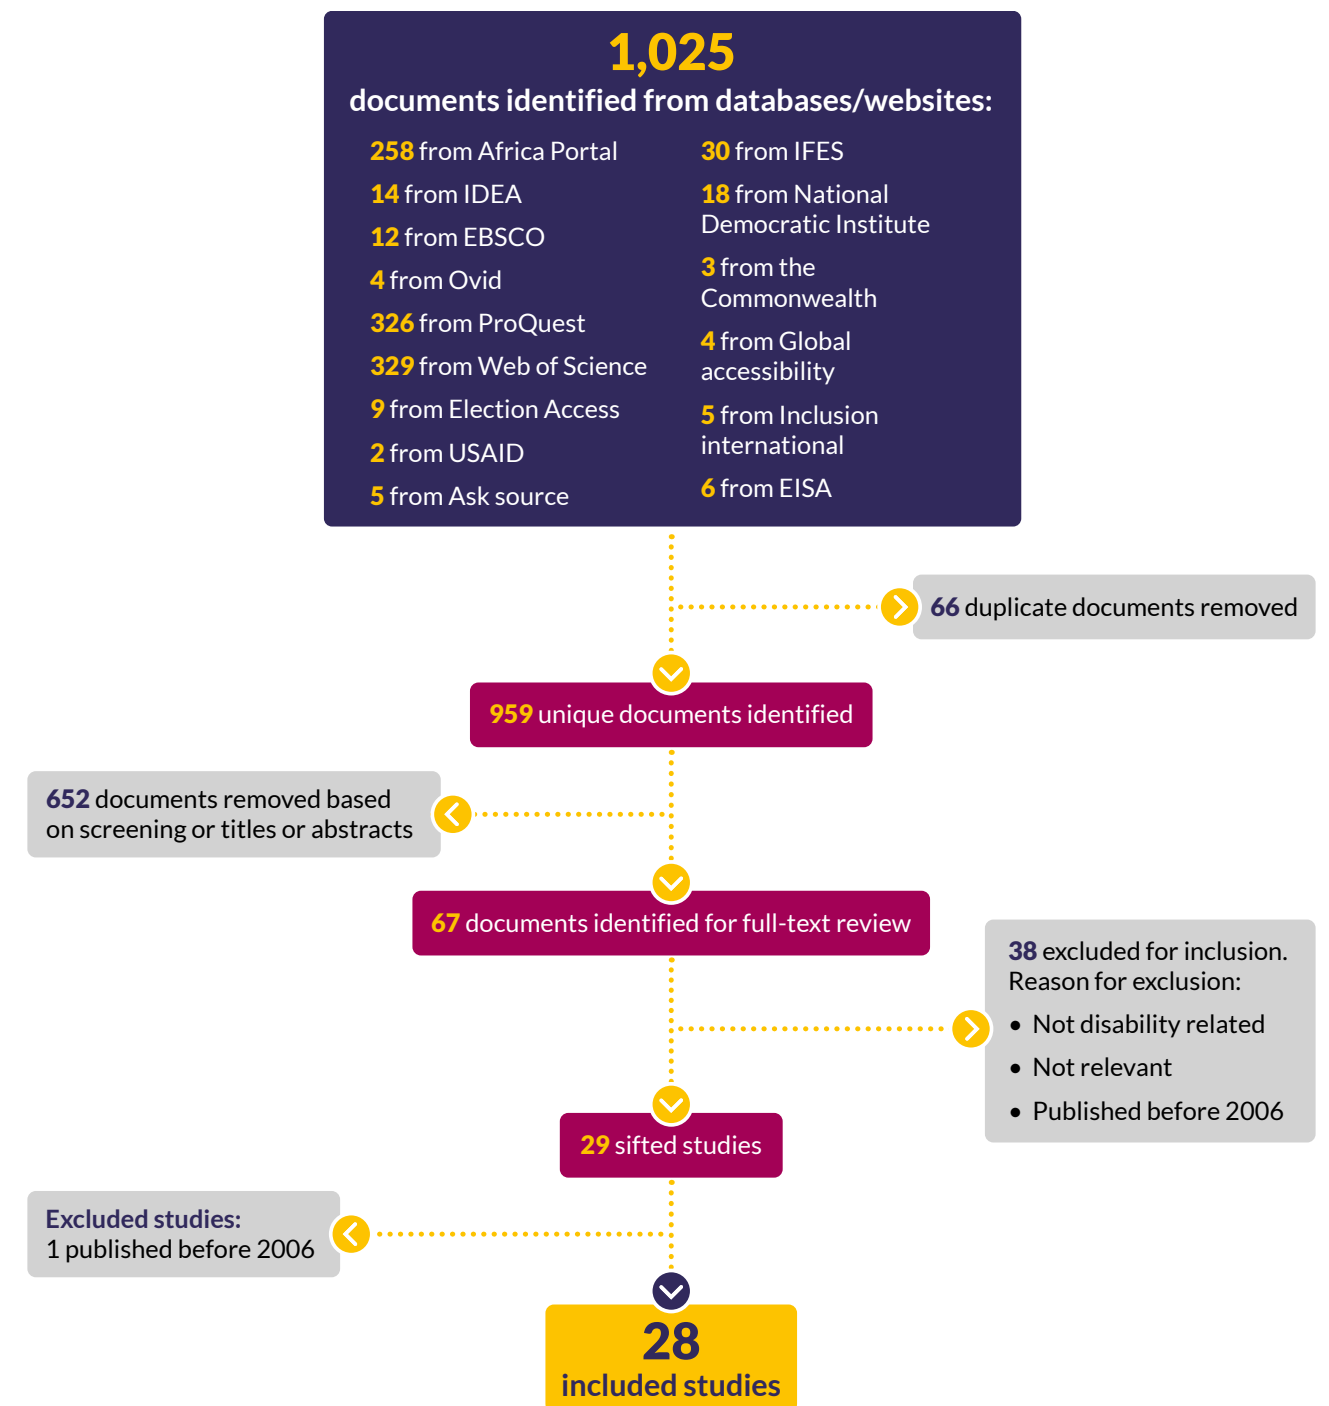 1,025
documents identified from databases/websites:
258 from Africa Portal
14 from IDEA
12 from EBSCO
4 from Ovid
326 from ProQuest
329 from Web of Science
9 from Election Access
2 from USAID
5 from Ask source
30 from IFES
18 from National
Democratic Institute
3 from the
Commonwealth
4 from Global
accessibility
5 from Inclusion
international
6 from EISA
66 duplicate documents removed
959 unique documents identified
652 documents removed based
on screening or titles or abstracts
67 documents identified for full-text review
38 excluded for inclusion.
Reason for exclusion:
• Not disability related
• Not relevant
• Published before 2006
29 sifted studies
Excluded studies:
1 published before 2006
28
included studies